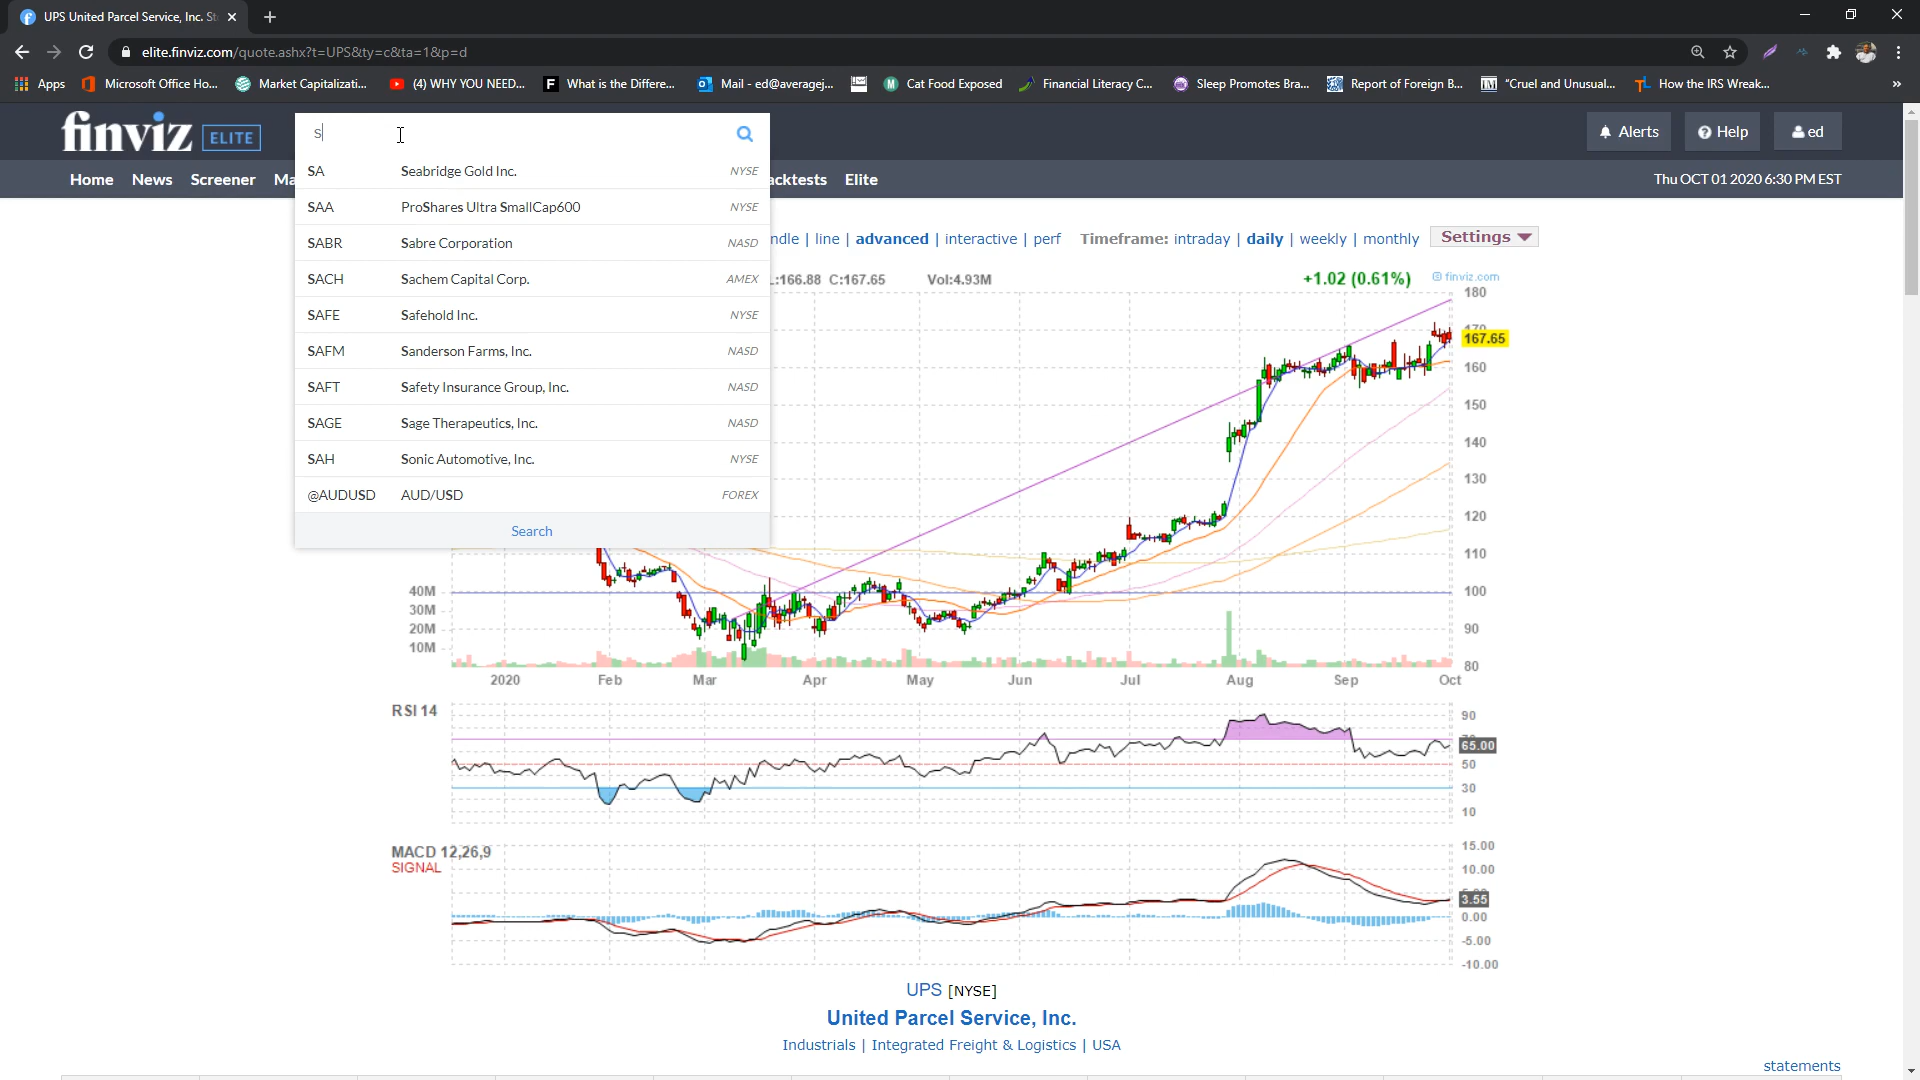 UPS United Parcel Service, Inc. St
elite.finviz.com/quote.ashx?t=UPS&ty=c&ta=1&p=d
Apps Microsoft Office Ho... Market Capitalizati... (4) WHY YOU NEED... What is the Differe... Mail - ed@averagej... Cat Food Exposed Financial Literacy C... Sleep Promotes Bra... Report of Foreign B... "Cruel and Unusual... How the IRS Wreak... »
finviz ELITE
s
Alerts Help ed
Home News Screener Ma acktests Elite Thu OCT 01 2020 6:30 PM EST
SA Seabridge Gold Inc. NYSE
SAA ProShares Ultra SmallCap600 NYSE
SABR Sabre Corporation NASD
SACH Sachem Capital Corp. AMEX
SAFE Safehold Inc. NYSE
SAFM Sanderson Farms, Inc. NASD
SAFT Safety Insurance Group, Inc. NASD
SAGE Sage Therapeutics, Inc. NASD
SAH Sonic Automotive, Inc. NYSE
@AUDUSD AUD/USD FOREX
Search
ndle | line | advanced | interactive | perf Timeframe: intraday | daily | weekly | monthly Settings
L:166.88 C:167.65 Vol:4.93M +1.02 (0.61%) © finviz.com
180
170
167.65
160
150
140
130
120
110
100
90
80
40M
30M
20M
10M
2020 Feb Mar Apr May Jun Jul Aug Sep Oct
RSI 14
90
65.00
50
30
10
MACD 12,26,9
SIGNAL
15.00
10.00
5.00
3.55
0.00
-5.00
-10.00
UPS [NYSE]
United Parcel Service, Inc.
Industrials | Integrated Freight & Logistics | USA
statements